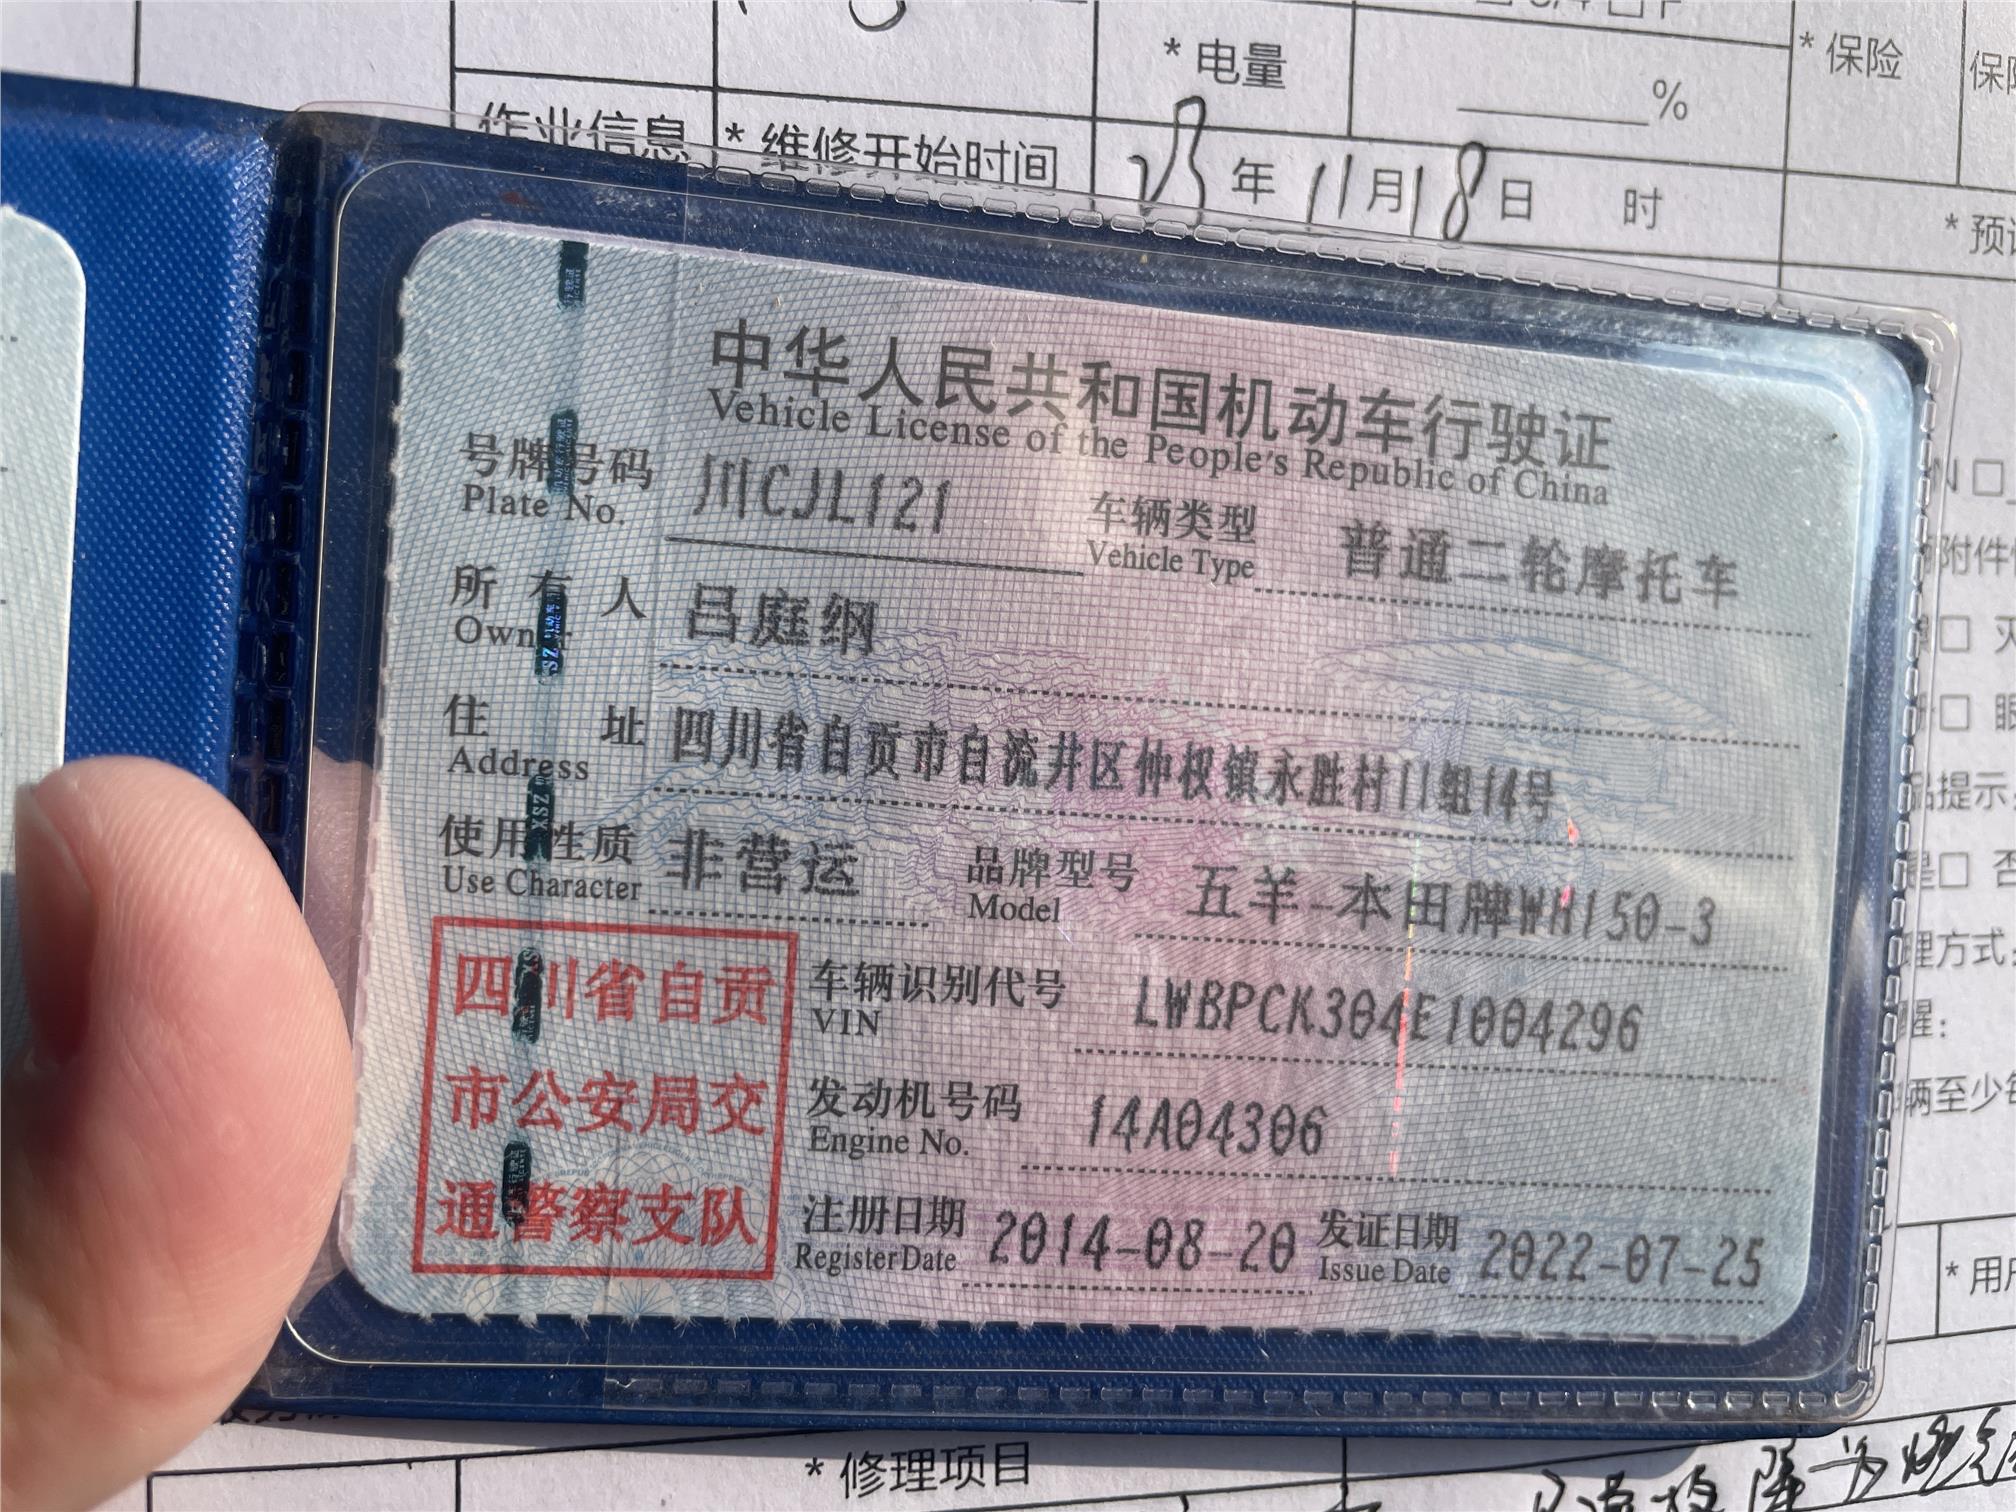 * 电量
%
* 保险
作业信息
* 维修开始时间
23年11月18日 时
中华人民共和国机动车行驶证
Vehicle License of the People's Republic of China
号牌号码 川CJL121 车辆类型 普通二轮摩托车
Plate No. Vehicle Type
所有人 吕庭纲
Owner
住址 四川省自贡市自流井区仲权镇永胜村11组14号
Address
使用性质 非营运 品牌型号 五羊-本田牌WH150-3
Use Character Model
四川省自贡
市公安局交
通警察支队
车辆识别代号 LWBPCK304E1004296
VIN
发动机号码 14A04306
Engine No.
注册日期 2014-08-20 发证日期 2022-07-25
Register Date Issue Date
* 修理项目